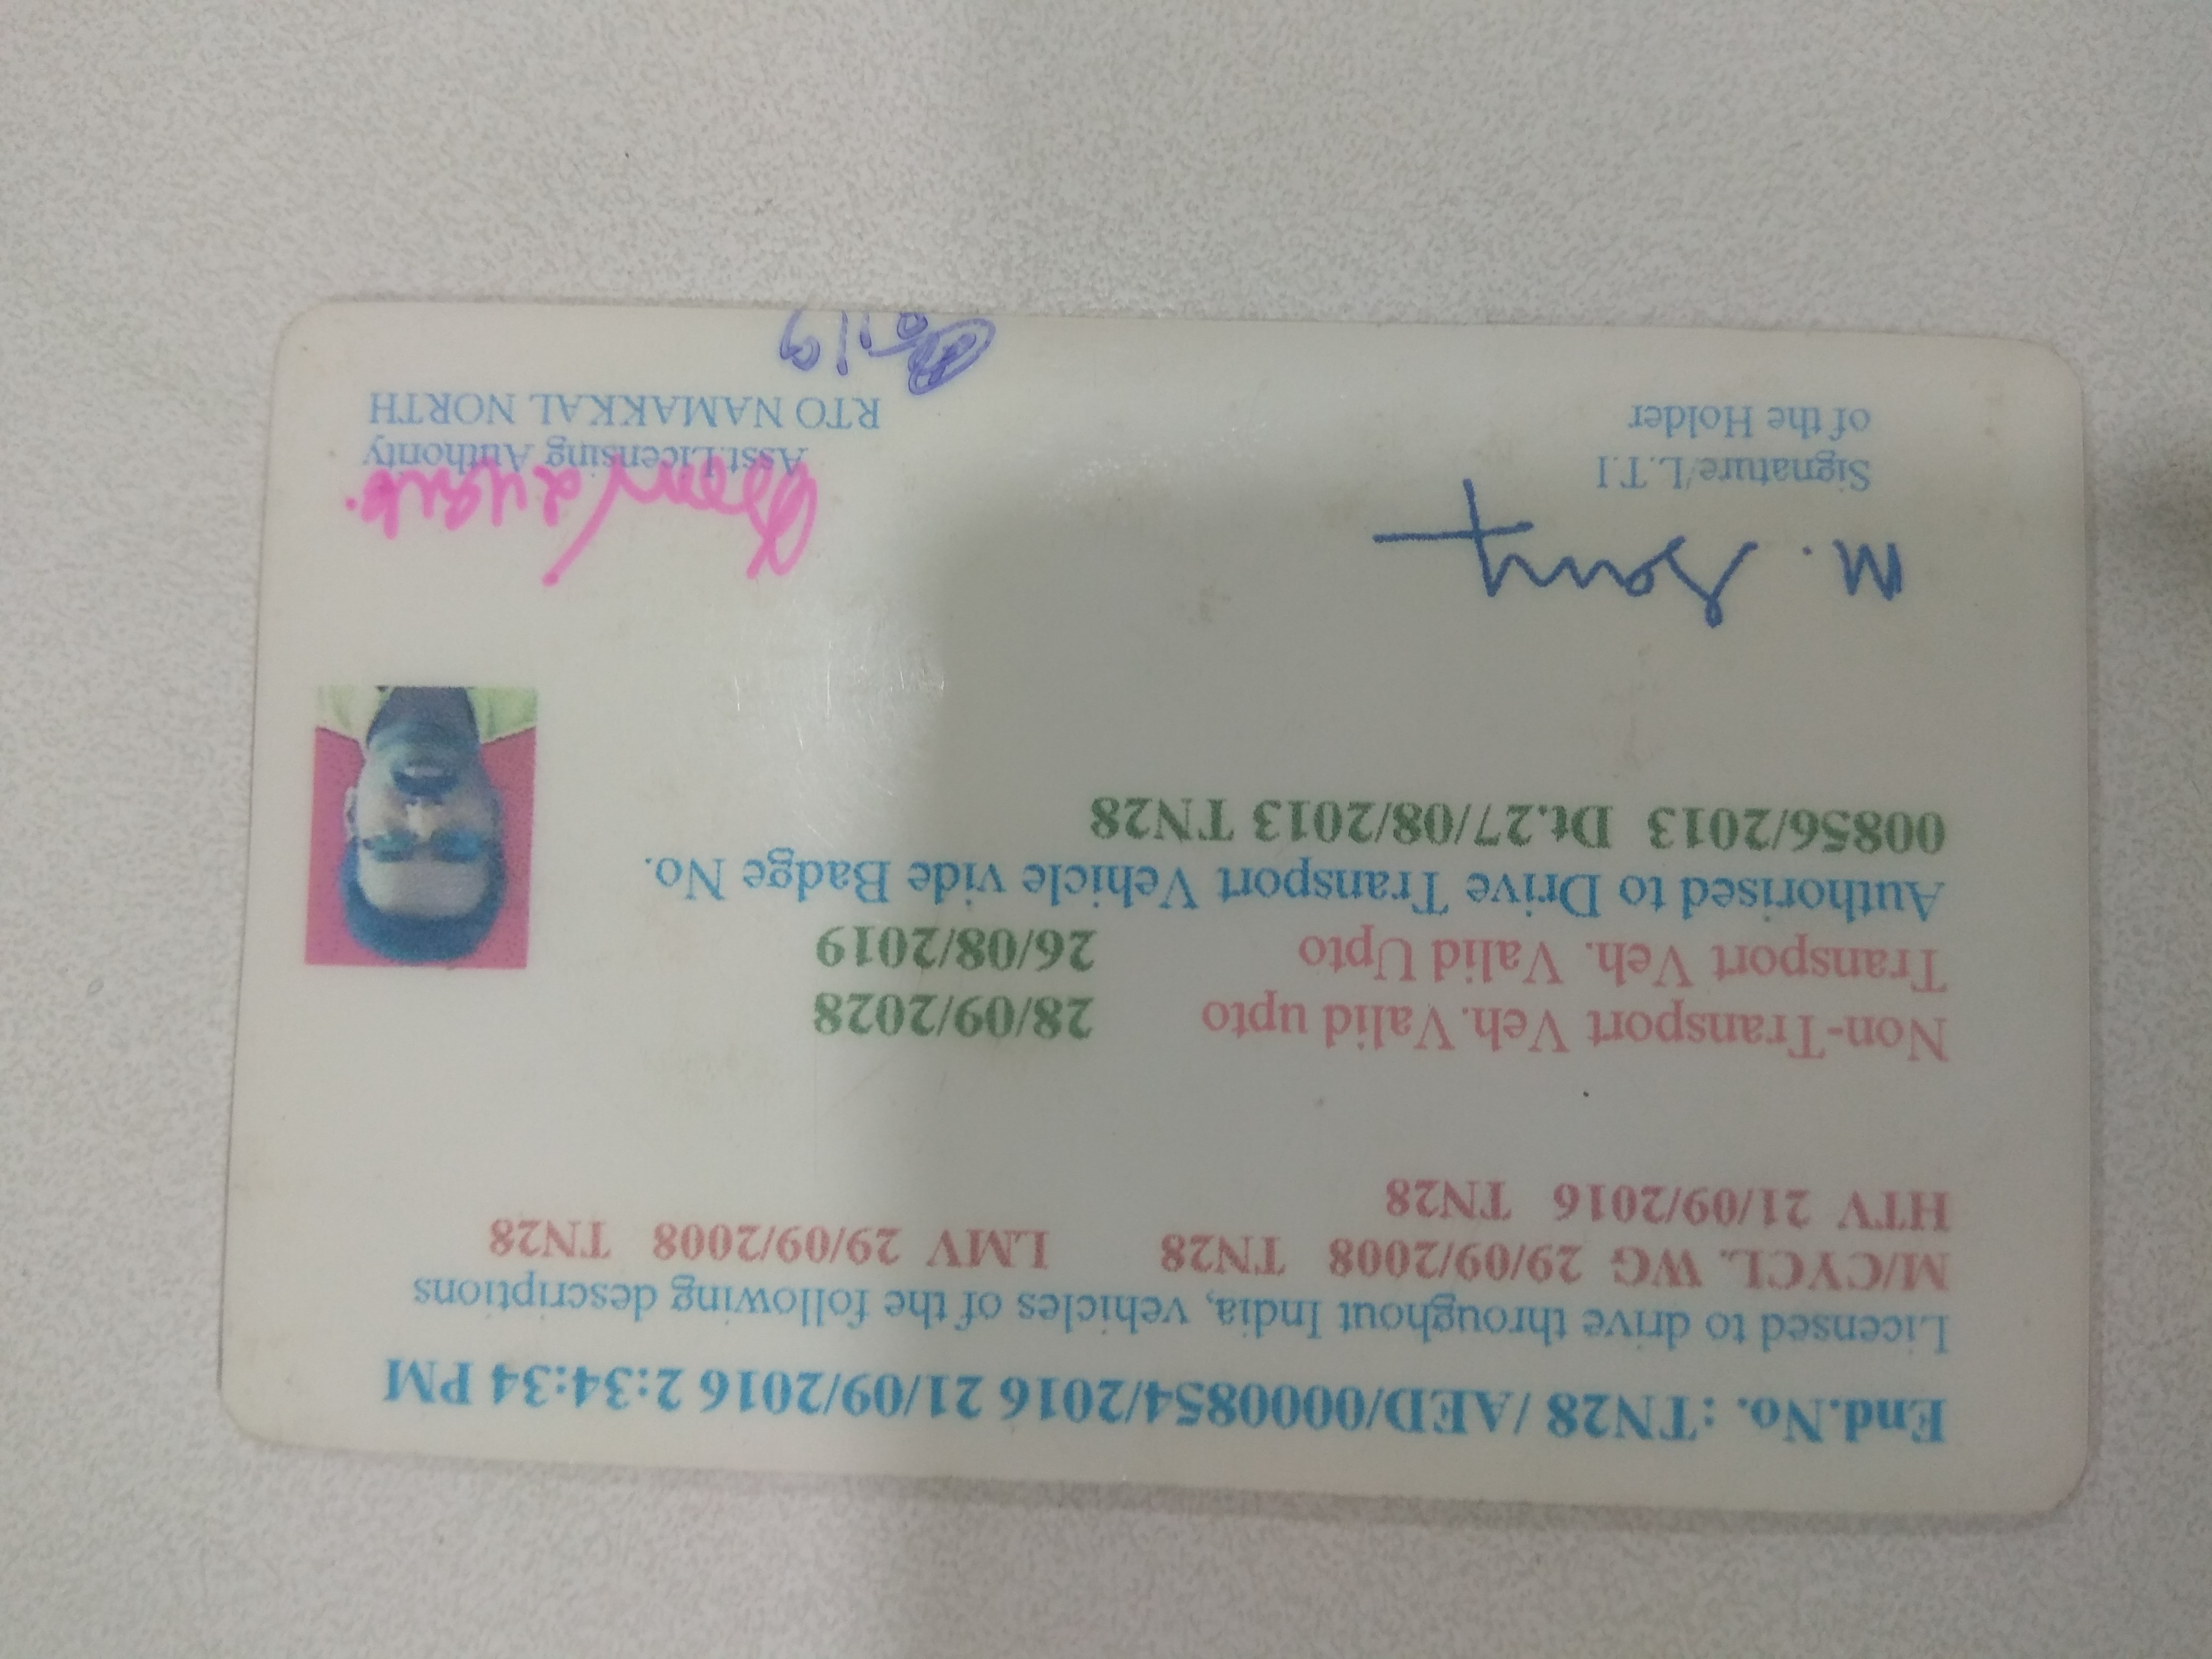 End.No. : TN28 /AED/0000854/2016 21/09/2016 2:34:34 PM
Licensed to drive throughout India, vehicles of the following descriptions
M/CYCL. WG 29/09/2008 TN28 LMV 29/09/2008 TN28
HTV 21/09/2016 TN28
Non-Transport Veh.Valid upto 28/09/2028
Transport Veh. Valid Upto 26/08/2019
Authorised to Drive Transport Vehicle vide Badge No.
00856/2013 Dt.27/08/2013 TN28
M.
Signature/L.T.I
of the Holder
Asst.Licensing Authority
RTO NAMAKKAL NORTH